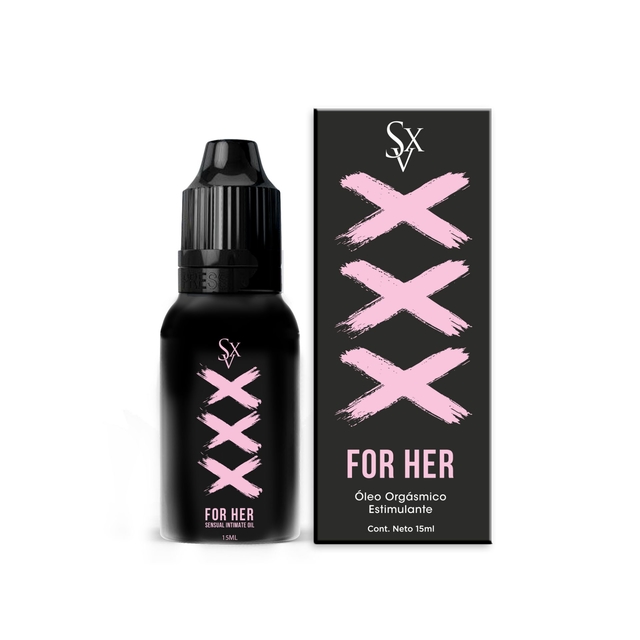 SXV
XXX
FOR HER
SENSUAL INTIMATE OIL
15ML
SXV
XXX
FOR HER
Óleo Orgásmico
Estimulante
Cont. Neto 15ml